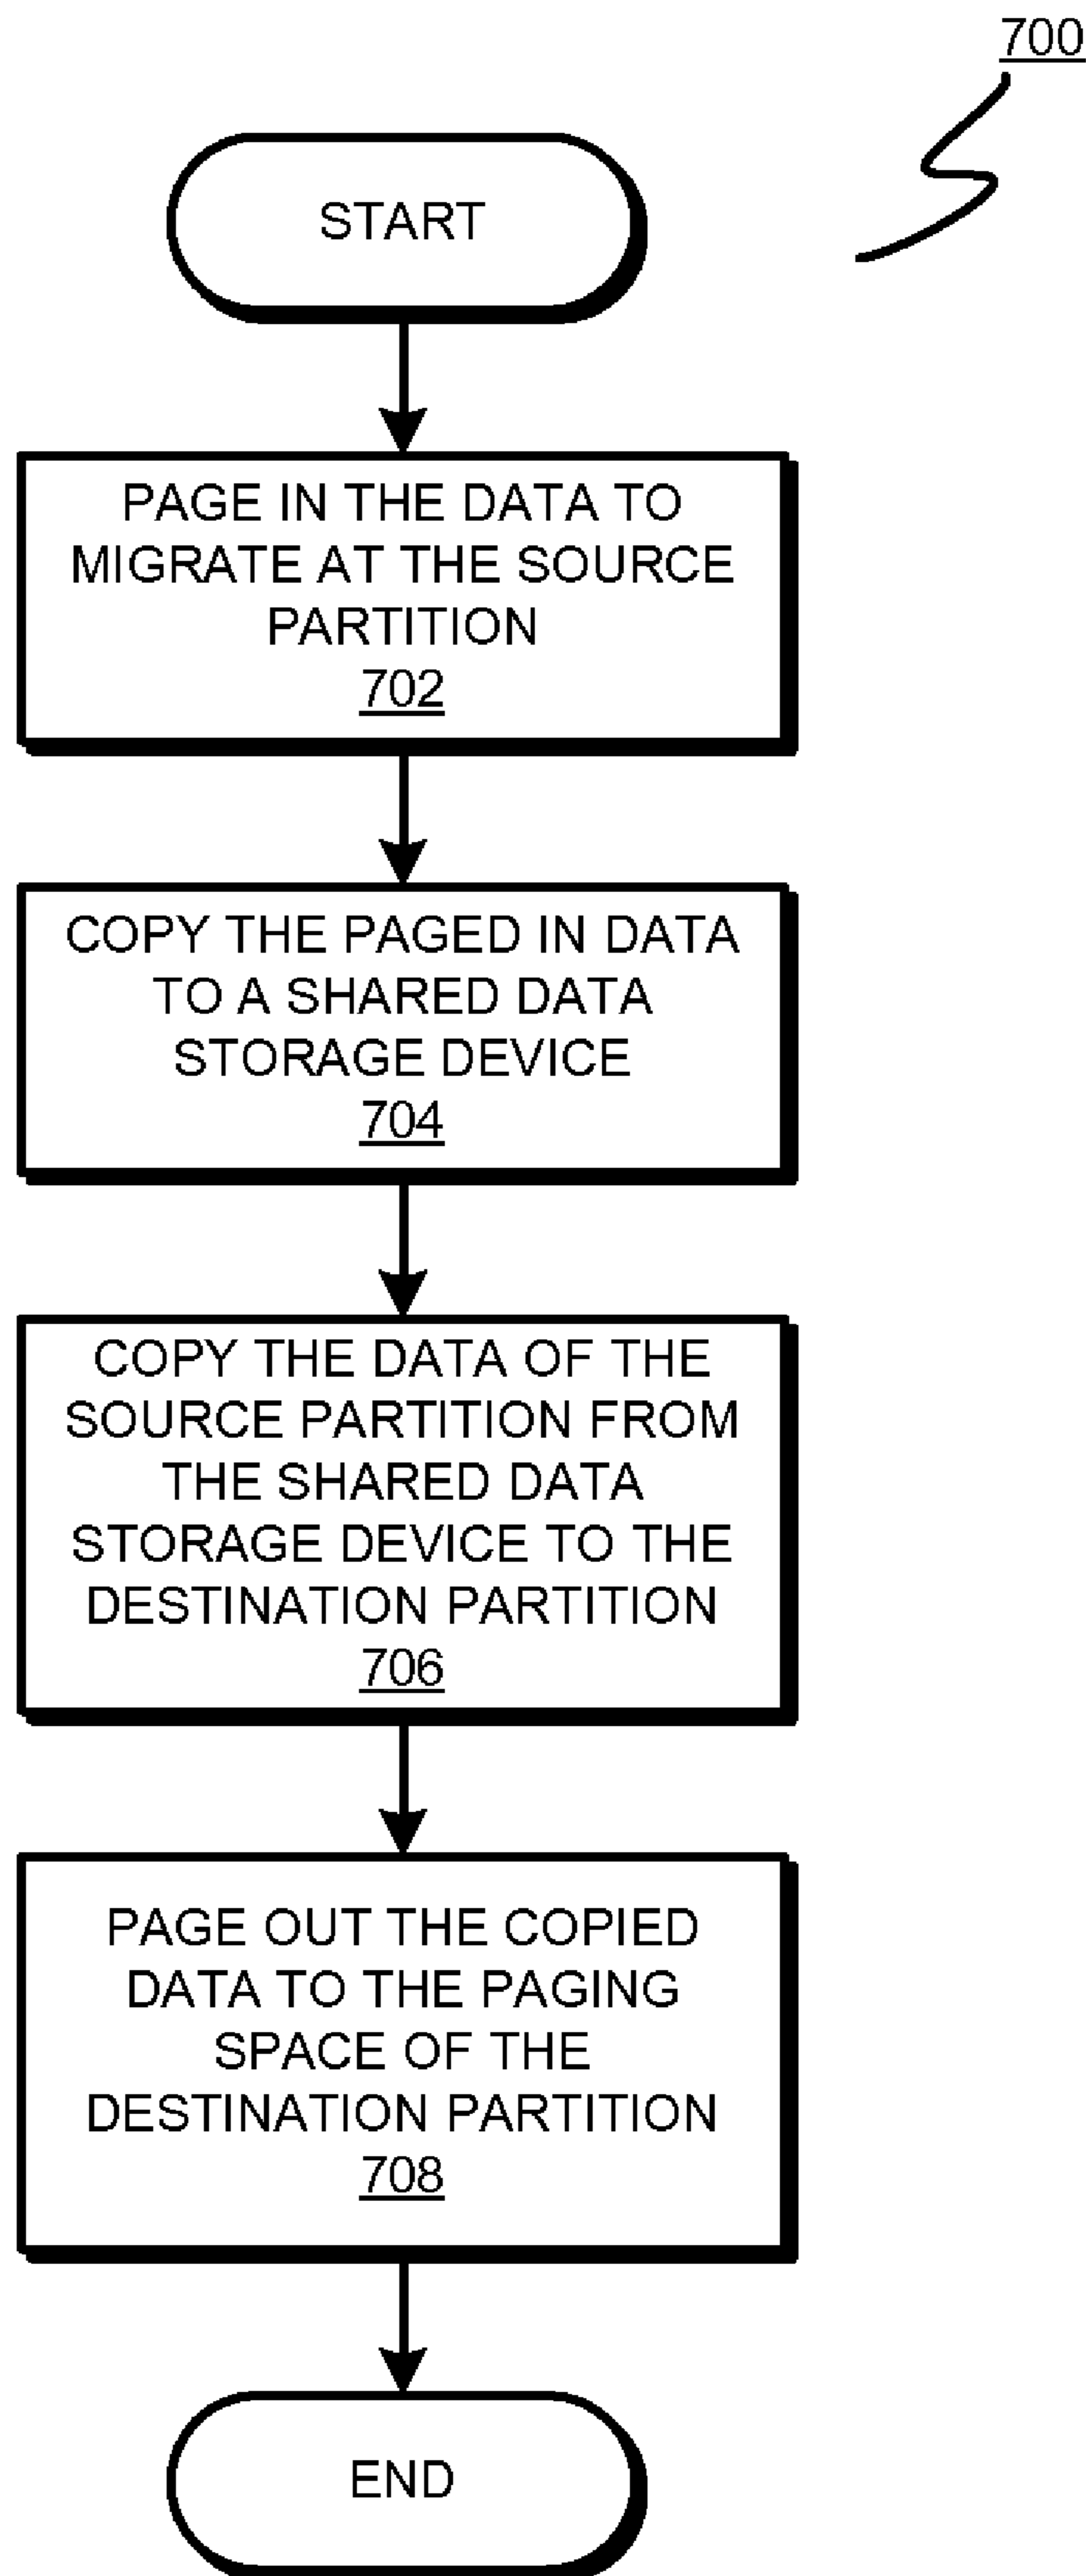 700
START
PAGE IN THE DATA TO
MIGRATE AT THE SOURCE
PARTITION
702
COPY THE PAGED IN DATA
TO A SHARED DATA
STORAGE DEVICE
704
COPY THE DATA OF THE
SOURCE PARTITION FROM
THE SHARED DATA
STORAGE DEVICE TO THE
DESTINATION PARTITION
706
PAGE OUT THE COPIED
DATA TO THE PAGING
SPACE OF THE
DESTINATION PARTITION
708
END